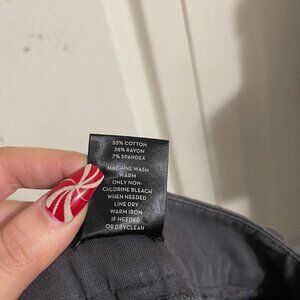 55% COTTON
38% RAYON
7% SPANDEX
MACHINE WASH
WARM
ONLY NON-
CHLORINE BLEACH
WHEN NEEDED
LINE DRY
WARM IRON
IF NEEDED
OR DRYCLEAN